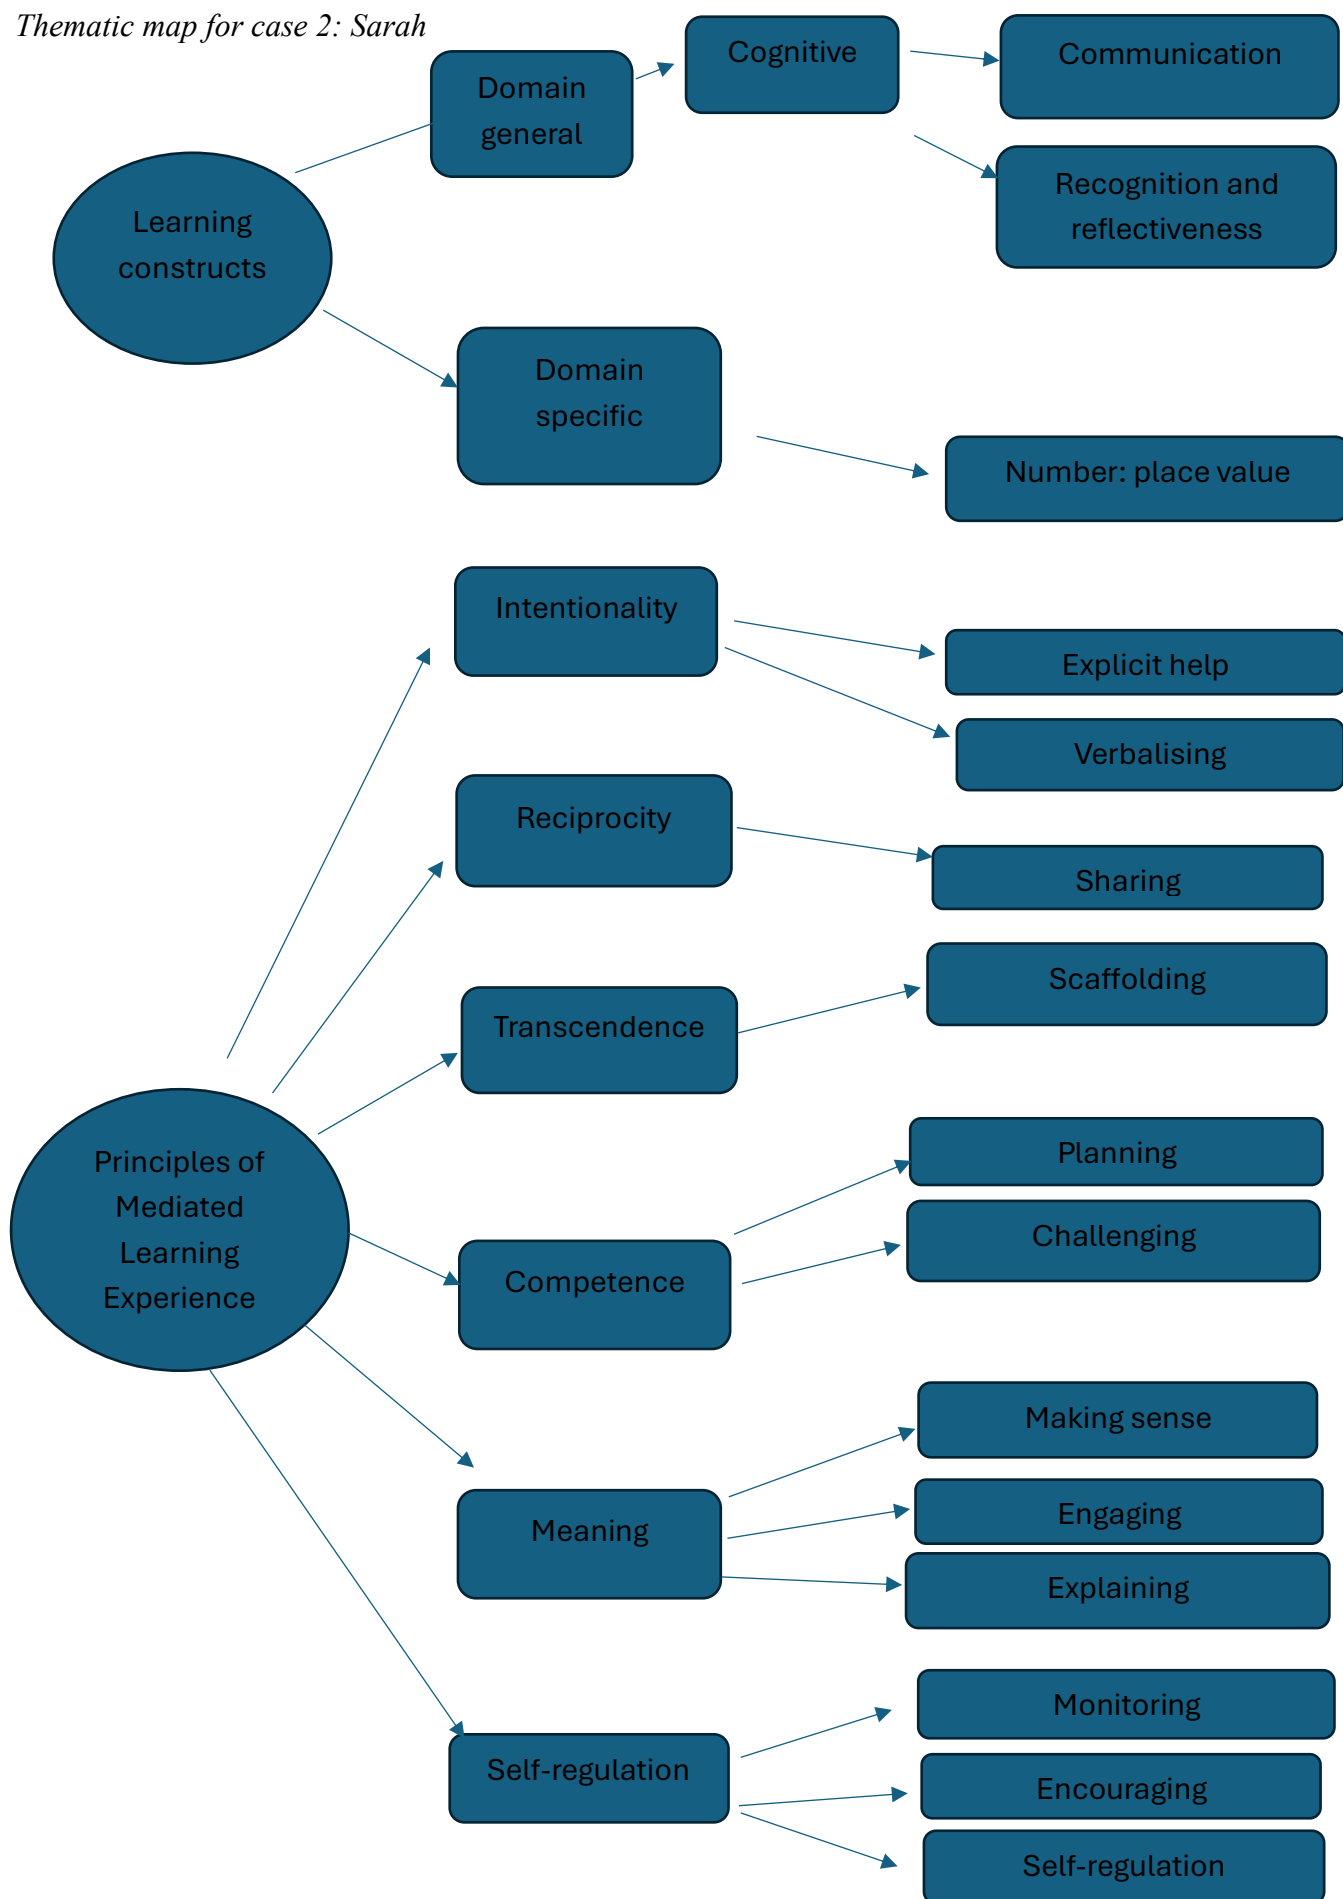 Thematic map for case 2: Sarah
Domain
general
Cognitive
Communication
Recognition and
reflectiveness
Learning
constructs
Domain
specific
Number: place value
Intentionality
Explicit help
Verbalising
Reciprocity
Sharing
Transcendence
Scaffolding
Principles of
Mediated
Learning
Experience
Competence
Planning
Challenging
Meaning
Making sense
Engaging
Explaining
Self-regulation
Monitoring
Encouraging
Self-regulation